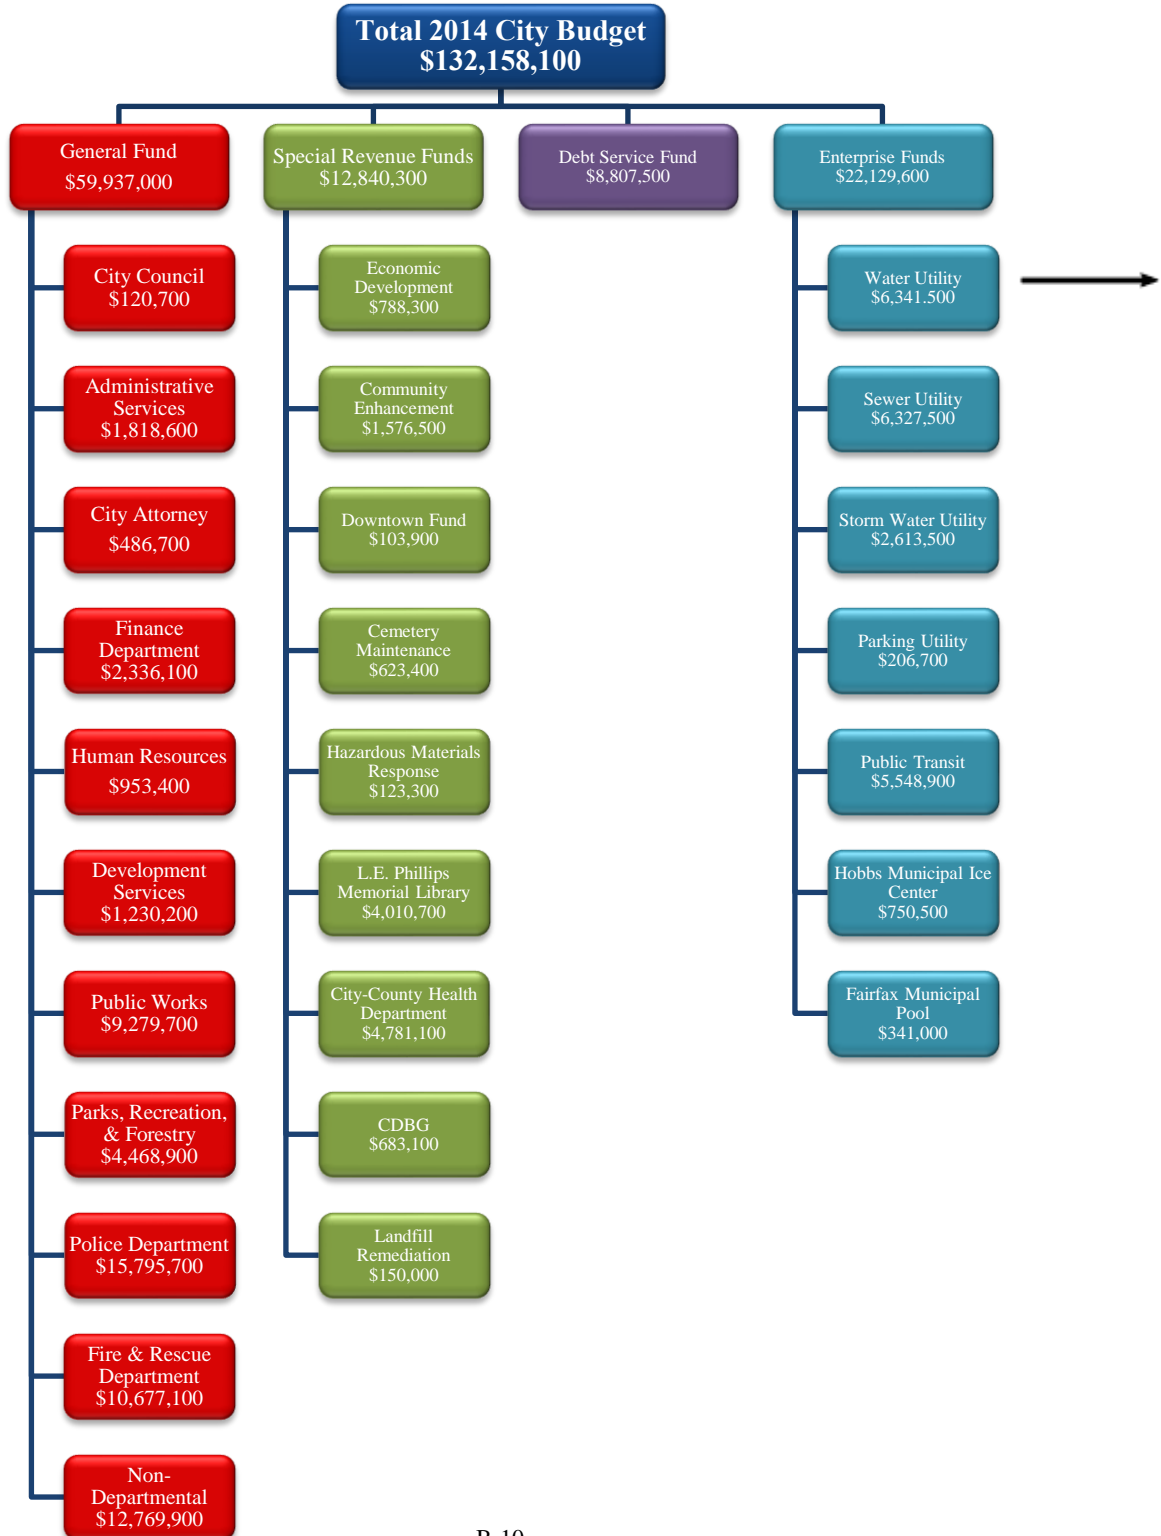 Total 2014 City Budget
$132,158,100
General Fund
$59,937,000
Special Revenue Funds
$12,840,300
Debt Service Fund
$8,807,500
Enterprise Funds
$22,129,600
City Council
$120,700
Administrative
Services
$1,818,600
City Attorney
$486,700
Finance
Department
$2,336,100
Human Resources
$953,400
Development
Services
$1,230,200
Public Works
$9,279,700
Parks, Recreation,
& Forestry
$4,468,900
Police Department
$15,795,700
Fire & Rescue
Department
$10,677,100
Non-
Departmental
$12,769,900
Economic
Development
$788,300
Community
Enhancement
$1,576,500
Downtown Fund
$103,900
Cemetery
Maintenance
$623,400
Hazardous Materials
Response
$123,300
L.E. Phillips
Memorial Library
$4,010,700
City-County Health
Department
$4,781,100
CDBG
$683,100
Landfill
Remediation
$150,000
Water Utility
$6,341.500
Sewer Utility
$6,327,500
Storm Water Utility
$2,613,500
Parking Utility
$206,700
Public Transit
$5,548,900
Hobbs Municipal Ice
Center
$750,500
Fairfax Municipal
Pool
$341,000